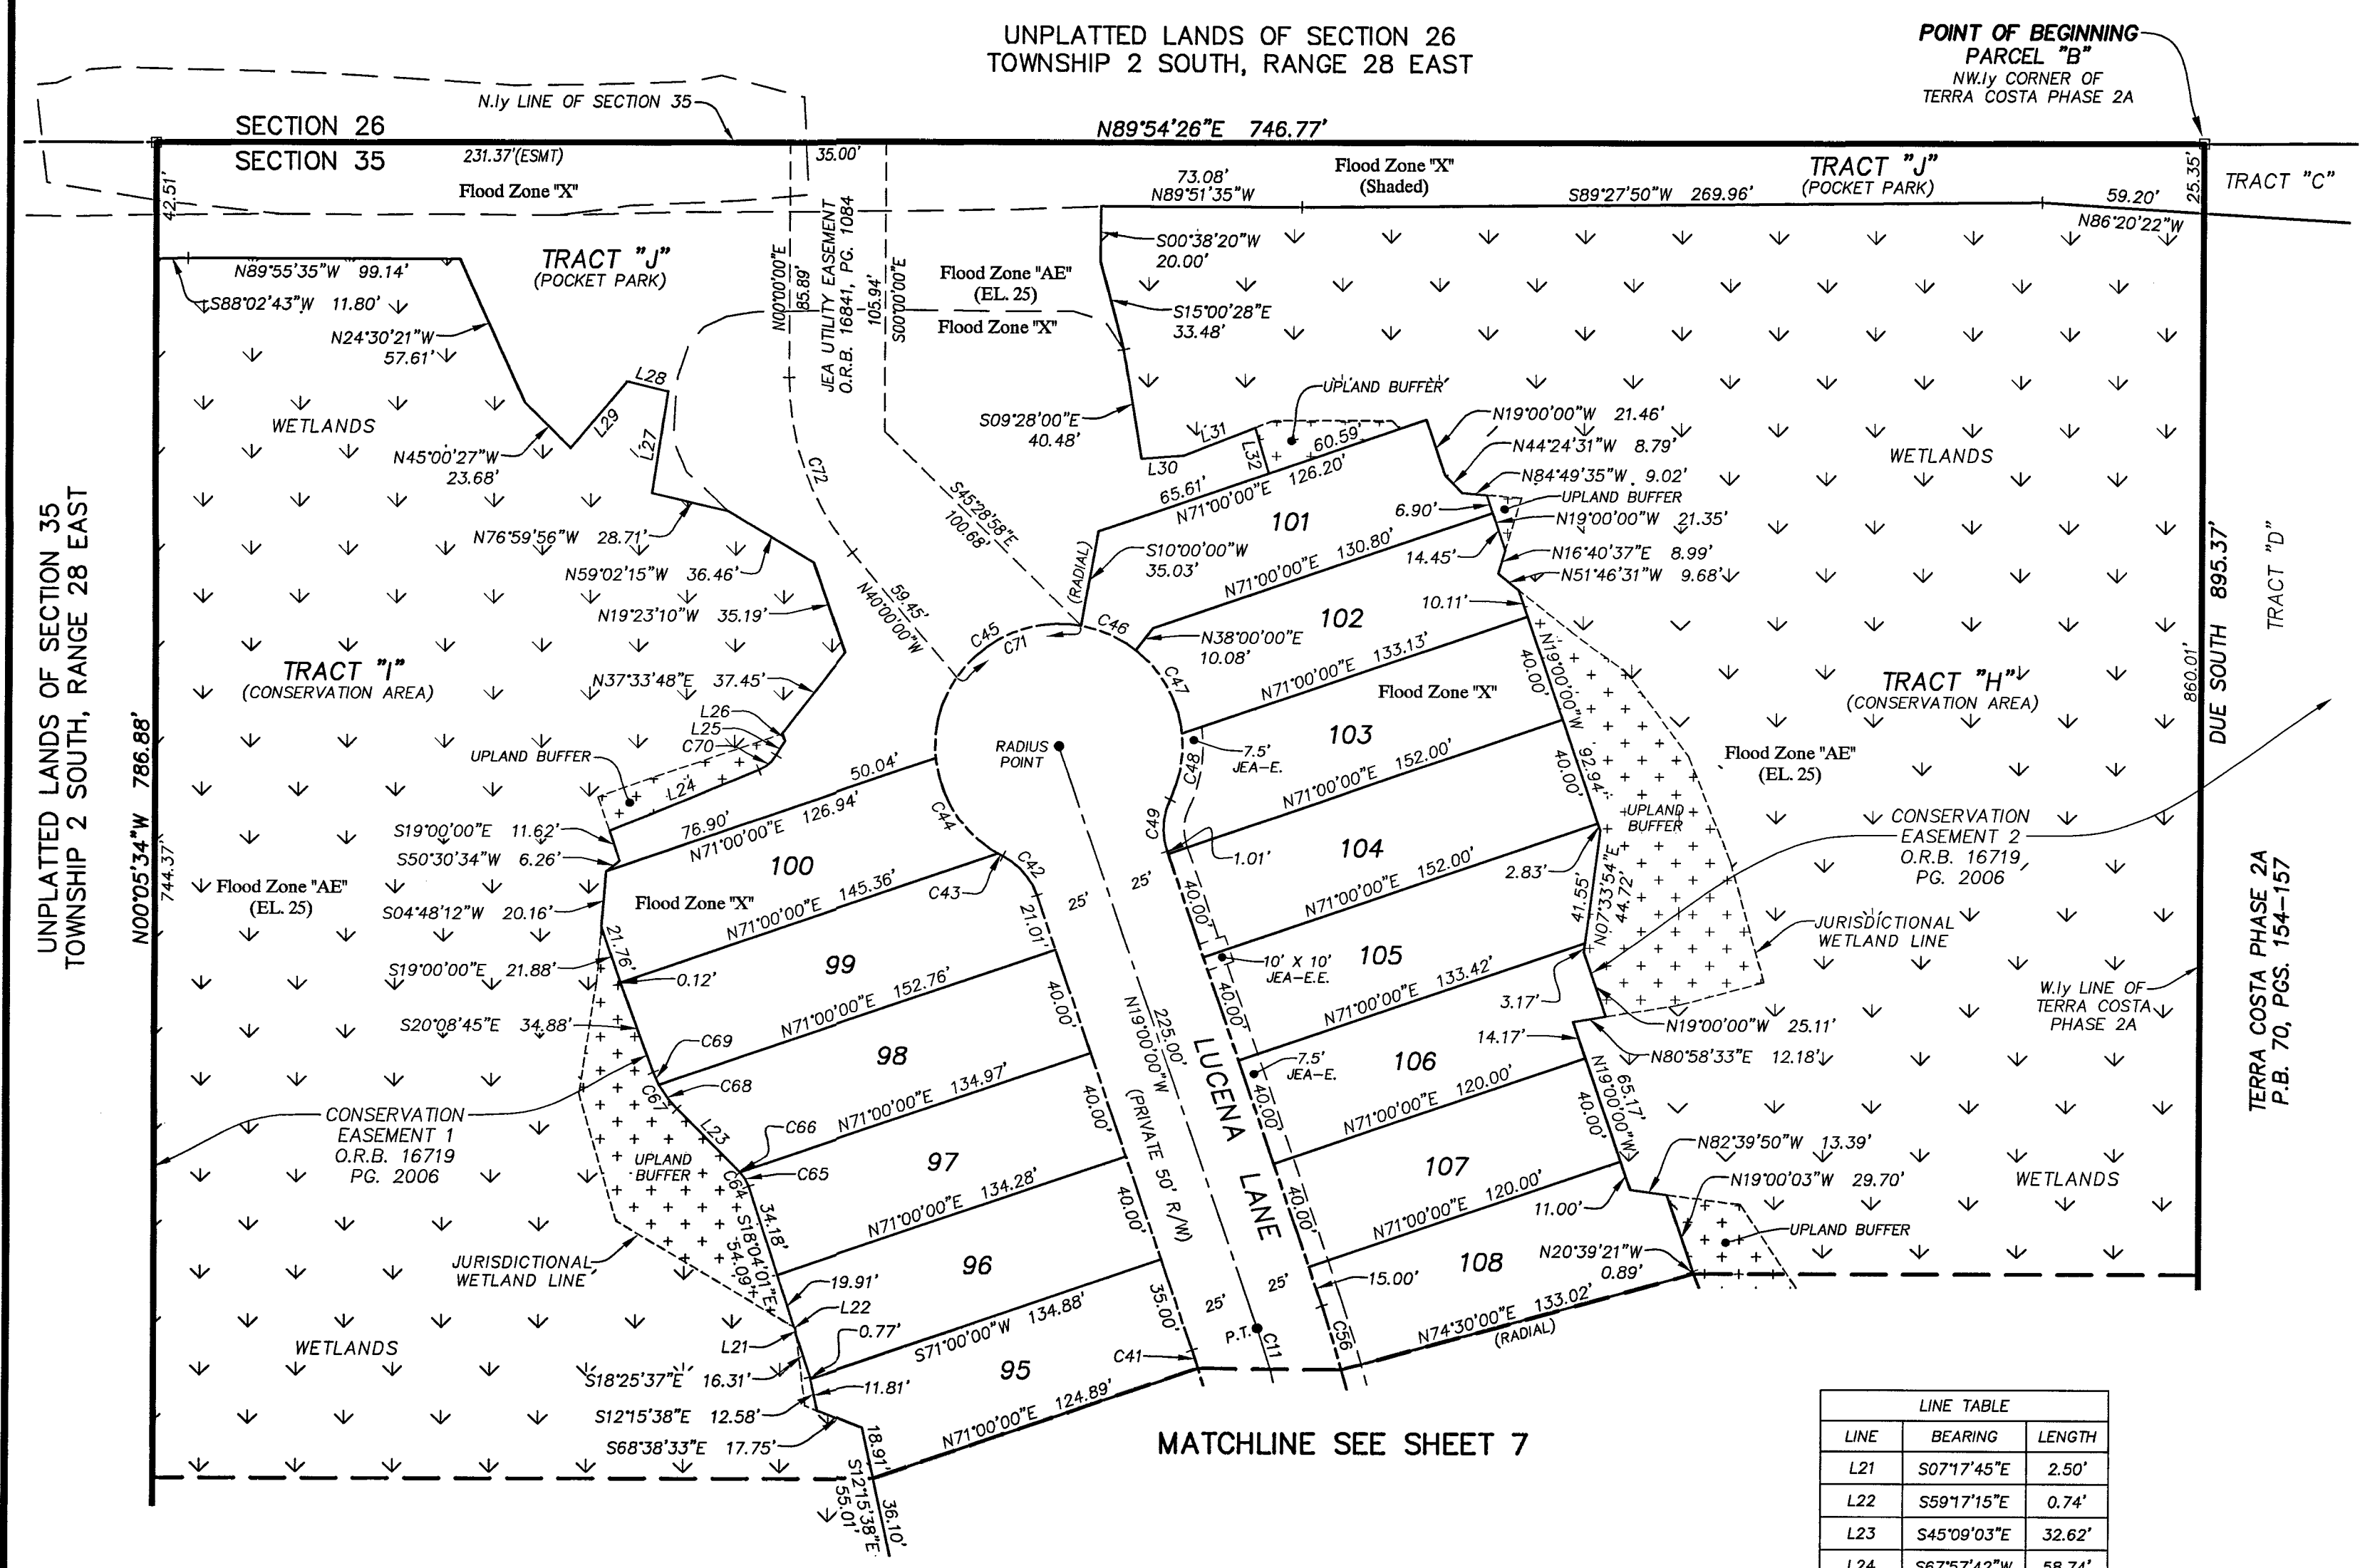 UNPLATTED LANDS OF SECTION 26
TOWNSHIP 2 SOUTH, RANGE 28 EAST
POINT OF BEGINNING
PARCEL "B"
NW.ly CORNER OF
TERRA COSTA PHASE 2A
N.ly LINE OF SECTION 35
SECTION 26
SECTION 35
N89°54'26"E 746.77'
231.37'(ESMT)
35.00'
Flood Zone "X"
42.51'
73.08'
N89°51'35"W
Flood Zone "X"
(Shaded)
TRACT "J"
(POCKET PARK)
S89°27'50"W 269.96'
59.20'
N86°20'22"W
25.35'
TRACT "C"
TRACT "J"
(POCKET PARK)
N89°55'35"W 99.14'
S88°02'43"W 11.80'
N24°30'21"W
57.61'
N00°00'00"E
85.89'
JEA UTILITY EASEMENT
O.R.B. 16841, PG. 1084
105.94'
S00°00'00"E
Flood Zone "AE"
(EL. 25)
Flood Zone "X"
S00°38'20"W
20.00'
S15°00'28"E
33.48'
S09°28'00"E
40.48'
UPLAND BUFFER
L28
L29
L27
L30
L31
L32
60.59'
65.61'
N71°00'00"E 126.20'
101
WETLANDS
N45°00'27"W
23.68'
N76°59'56"W 28.71'
N59°02'15"W 36.46'
N19°23'10"W 35.19'
N37°33'48"E 37.45'
L26
L25
C70
C72
S45°28'58"E
100.68'
59.45'
N40°00'00"W
(RADIAL)
S10°00'00"W
35.03'
N19°00'00"W 21.46'
N44°24'31"W 8.79'
N84°49'35"W 9.02'
UPLAND BUFFER
6.90'
N19°00'00"W 21.35'
14.45'
N16°40'37"E 8.99'
N51°46'31"W 9.68'
10.11'
WETLANDS
N71°00'00"E 130.80'
102
N38°00'00"E
10.08'
N71°00'00"E 133.13'
Flood Zone "X"
C45
C71
C46
C47
C48
C49
RADIUS
POINT
103
7.5'
JEA-E.
N71°00'00"E 152.00'
40.00'
N19°00'00"W
92.94'
40.00'
UPLAND
BUFFER
TRACT "H"
(CONSERVATION AREA)
Flood Zone "AE"
(EL. 25)
860.01'
DUE SOUTH 895.37'
TRACT "D"
UNPLATTED LANDS OF SECTION 35
TOWNSHIP 2 SOUTH, RANGE 28 EAST
N00°05'34"W 786.88'
744.37'
TRACT "I"
(CONSERVATION AREA)
UPLAND BUFFER
L24
50.04'
76.90'
N71°00'00"E 126.94'
C44
C42
C43
S19°00'00"E 11.62'
S50°30'34"W 6.26'
Flood Zone "AE"
(EL. 25)
S04°48'12"W 20.16'
100
Flood Zone "X"
N71°00'00"E 145.36'
21.76'
S19°00'00"E 21.88'
0.12'
S20°08'45"E 34.88'
99
N71°00'00"E 152.76'
21.01'
25'
25'
1.01'
40.00'
104
N71°00'00"E 152.00'
2.83'
41.55'
N07°33'54"E
44.72'
CONSERVATION
EASEMENT 2
O.R.B. 16719
PG. 2006
JURISDICTIONAL
WETLAND LINE
10' X 10'
JEA-E.E.
105
N71°00'00"E 133.42'
3.17'
N19°00'00"W 25.11'
14.17'
N80°58'33"E 12.18'
W.ly LINE OF
TERRA COSTA
PHASE 2A
TERRA COSTA PHASE 2A
P.B. 70, PGS. 154-157
C69
C68
C67
L23
98
N71°00'00"E 134.97'
C66
C65
C64
40.00'
40.00'
CONSERVATION
EASEMENT 1
O.R.B. 16719
PG. 2006
UPLAND
BUFFER
JURISDICTIONAL
WETLAND LINE
34.18'
S18°04'01"E
54.09'
97
N71°00'00"E 134.28'
225.00'
N19°00'00"W
(PRIVATE 50' R/W)
LUCENA LANE
40.00'
7.5'
JEA-E.
40.00'
106
N71°00'00"E 120.00'
65.17'
N19°00'00"W
40.00'
107
N71°00'00"E 120.00'
11.00'
N82°39'50"W 13.39'
N19°00'03"W 29.70'
WETLANDS
UPLAND BUFFER
40.00'
40.00'
96
19.91'
L22
0.77'
L21
S71°00'00"W 134.88'
35.00'
25'
25'
15.00'
108
N20°39'21"W
0.89'
N74°30'00"E 133.02'
(RADIAL)
P.T.
C11
C56
C41
WETLANDS
S18°25'37"E 16.31'
11.81'
S12°15'38"E 12.58'
S68°38'33"E 17.75'
95
N71°00'00"E 124.89'
18.91'
S12°15'38"E
55.01'
36.10'
MATCHLINE SEE SHEET 7
LINE TABLE
LINE BEARING LENGTH
L21 S07°17'45"E 2.50'
L22 S59°17'15"E 0.74'
L23 S45°09'03"E 32.62'
L24 S67°57'42"W 58.74'